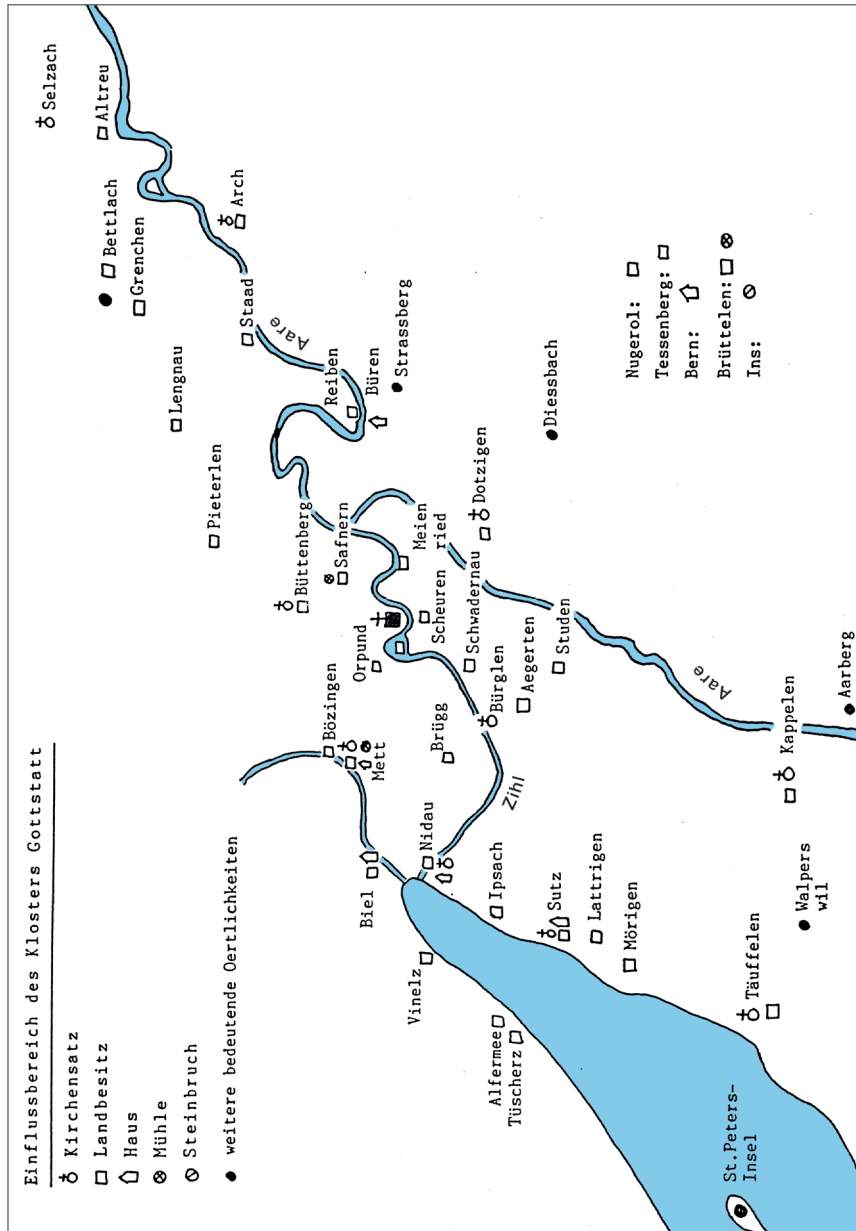 Einflussbereich des Klosters Gottstatt
Kirchensatz
Landbesitz
Haus
Mühle
Steinbruch
weitere bedeutende Oertlichkeiten
Selzach
Altreu
Bettlach
Grenchen
Arch
Staad
Aare
Lengnau
Reiben
Büren
Strassberg
Pieterlen
Büttenberg
Safnern
Meien
ried
Dotzigen
Diessbach
Orpund
Scheuren
Schwadernau
Bözingen
Mett
Brügg
Bürglen
Aegerten
Studen
Aare
Zihl
Biel
Nidau
Ipsach
Sutz
Lattrigen
Mörigen
Kappelen
Aarberg
Walpers
wil
Vinelz
Alfermee
Tüscherz
Täuffelen
St.Peters-
Insel
Nugerol:
Tessenberg:
Bern:
Brüttelen:
Ins: